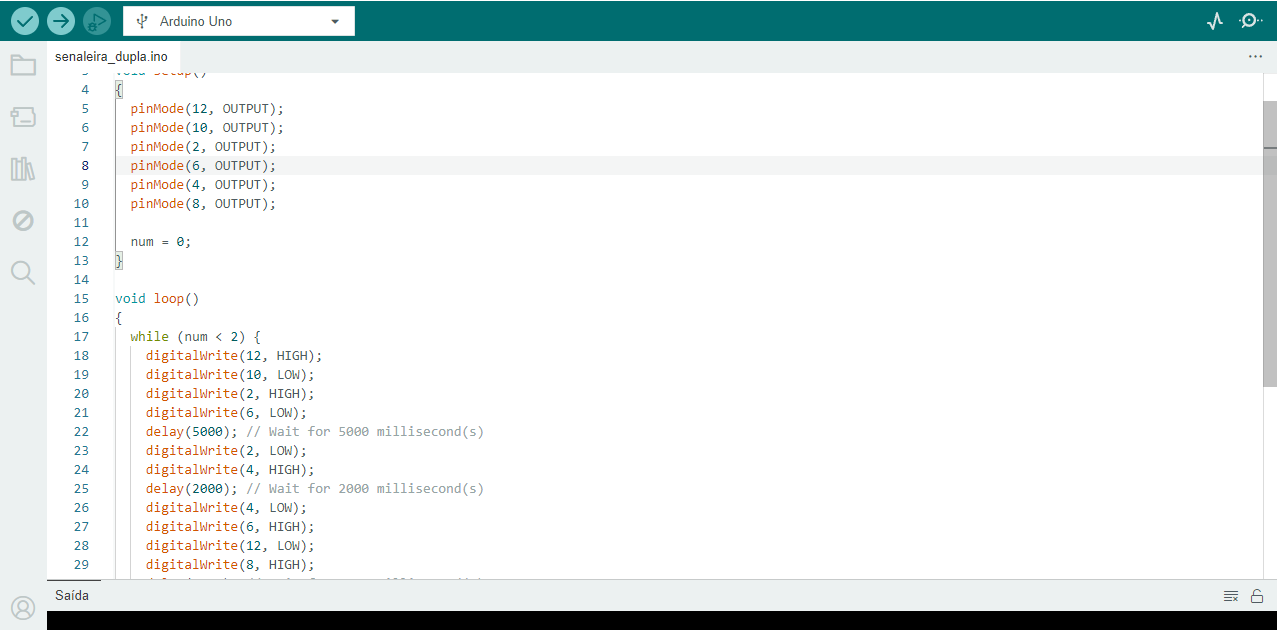 Arduino Uno
senaleira_dupla.ino
3 void setup()
4 {
5 pinMode(12, OUTPUT);
6 pinMode(10, OUTPUT);
7 pinMode(2, OUTPUT);
8 pinMode(6, OUTPUT);
9 pinMode(4, OUTPUT);
10 pinMode(8, OUTPUT);
11
12 num = 0;
13 }
14
15 void loop()
16 {
17 while (num < 2) {
18 digitalWrite(12, HIGH);
19 digitalWrite(10, LOW);
20 digitalWrite(2, HIGH);
21 digitalWrite(6, LOW);
22 delay(5000); // Wait for 5000 millisecond(s)
23 digitalWrite(2, LOW);
24 digitalWrite(4, HIGH);
25 delay(2000); // Wait for 2000 millisecond(s)
26 digitalWrite(4, LOW);
27 digitalWrite(6, HIGH);
28 digitalWrite(12, LOW);
29 digitalWrite(8, HIGH);
Saída